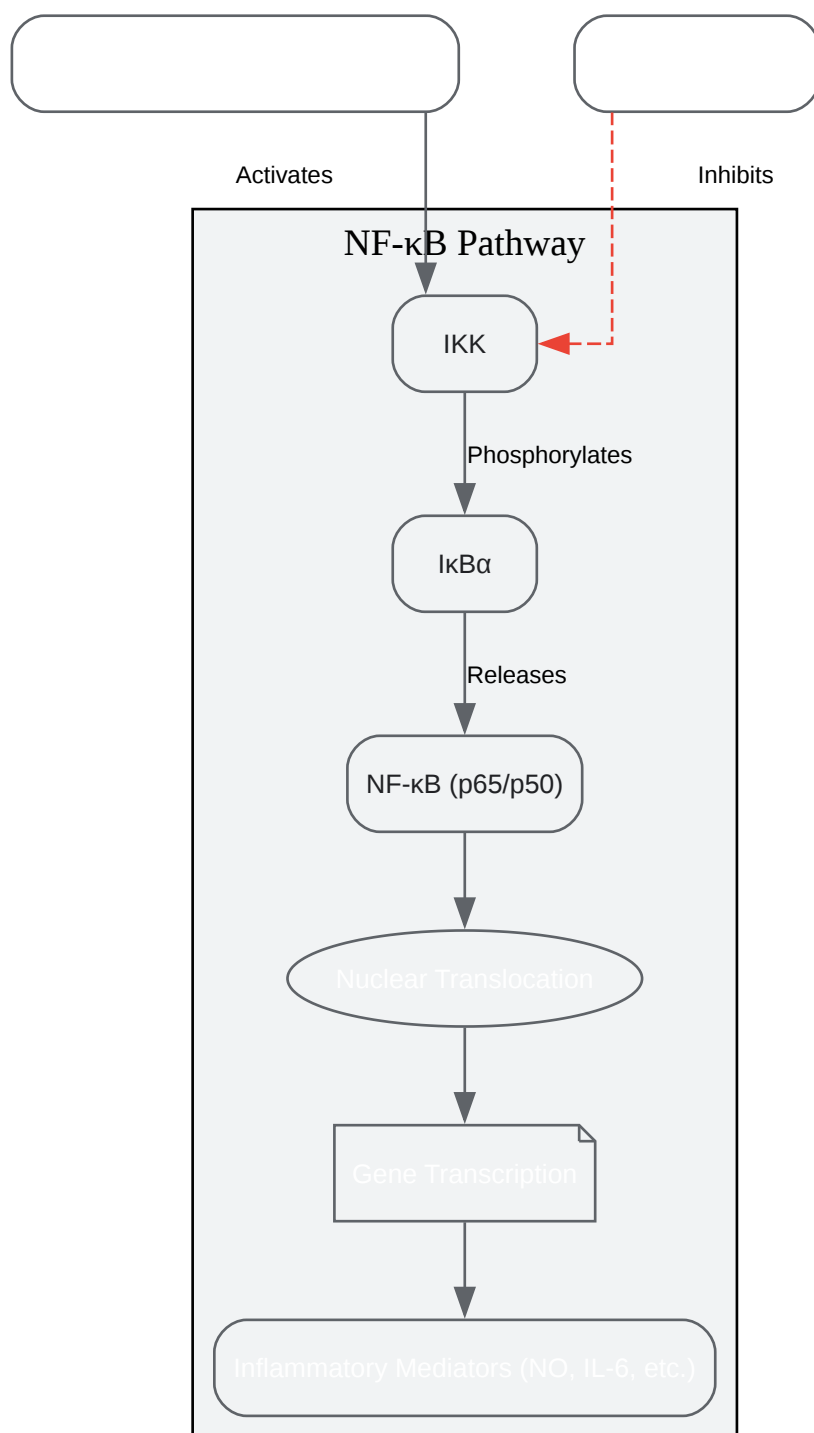 Activates
Inhibits
NF-κB Pathway
IKK
Phosphorylates
IκBα
Releases
NF-κB (p65/p50)
Nuclear Translocation
Gene Transcription
Inflammatory Mediators (NO, IL-6, etc.)